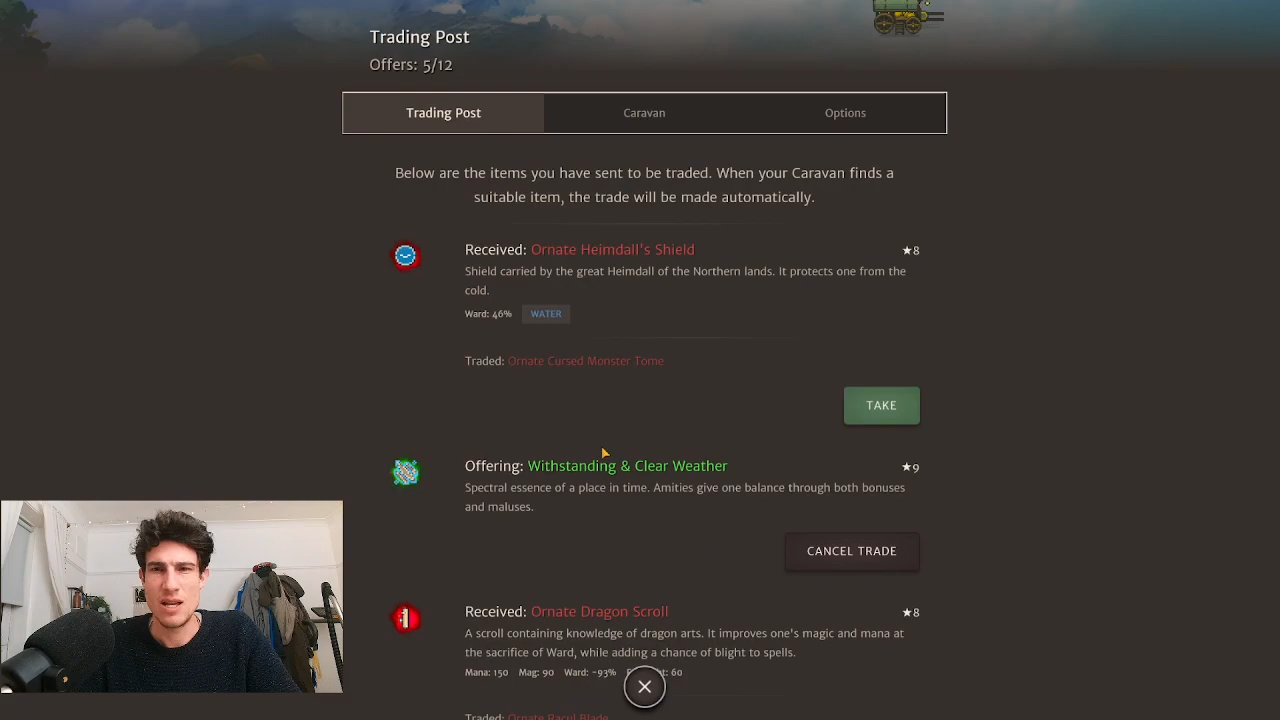 Trading Post
Offers: 5/12
Trading Post
Caravan
Options
Below are the items you have sent to be traded. When your Caravan finds a
suitable item, the trade will be made automatically.
Received: Ornate Heimdall's Shield
★8
Shield carried by the great Heimdall of the Northern lands. It protects one from the
cold.
Ward: 46% WATER
Traded: Ornate Cursed Monster Tome
TAKE
Offering: Withstanding & Clear Weather
★9
Spectral essence of a place in time. Amities give one balance through both bonuses
and maluses.
CANCEL TRADE
Received: Ornate Dragon Scroll
★8
A scroll containing knowledge of dragon arts. It improves one's magic and mana at
the sacrifice of Ward, while adding a chance of blight to spells.
Mana: 150 Mag: 90 Ward: -93% 60
Traded: Ornate Racul Blade